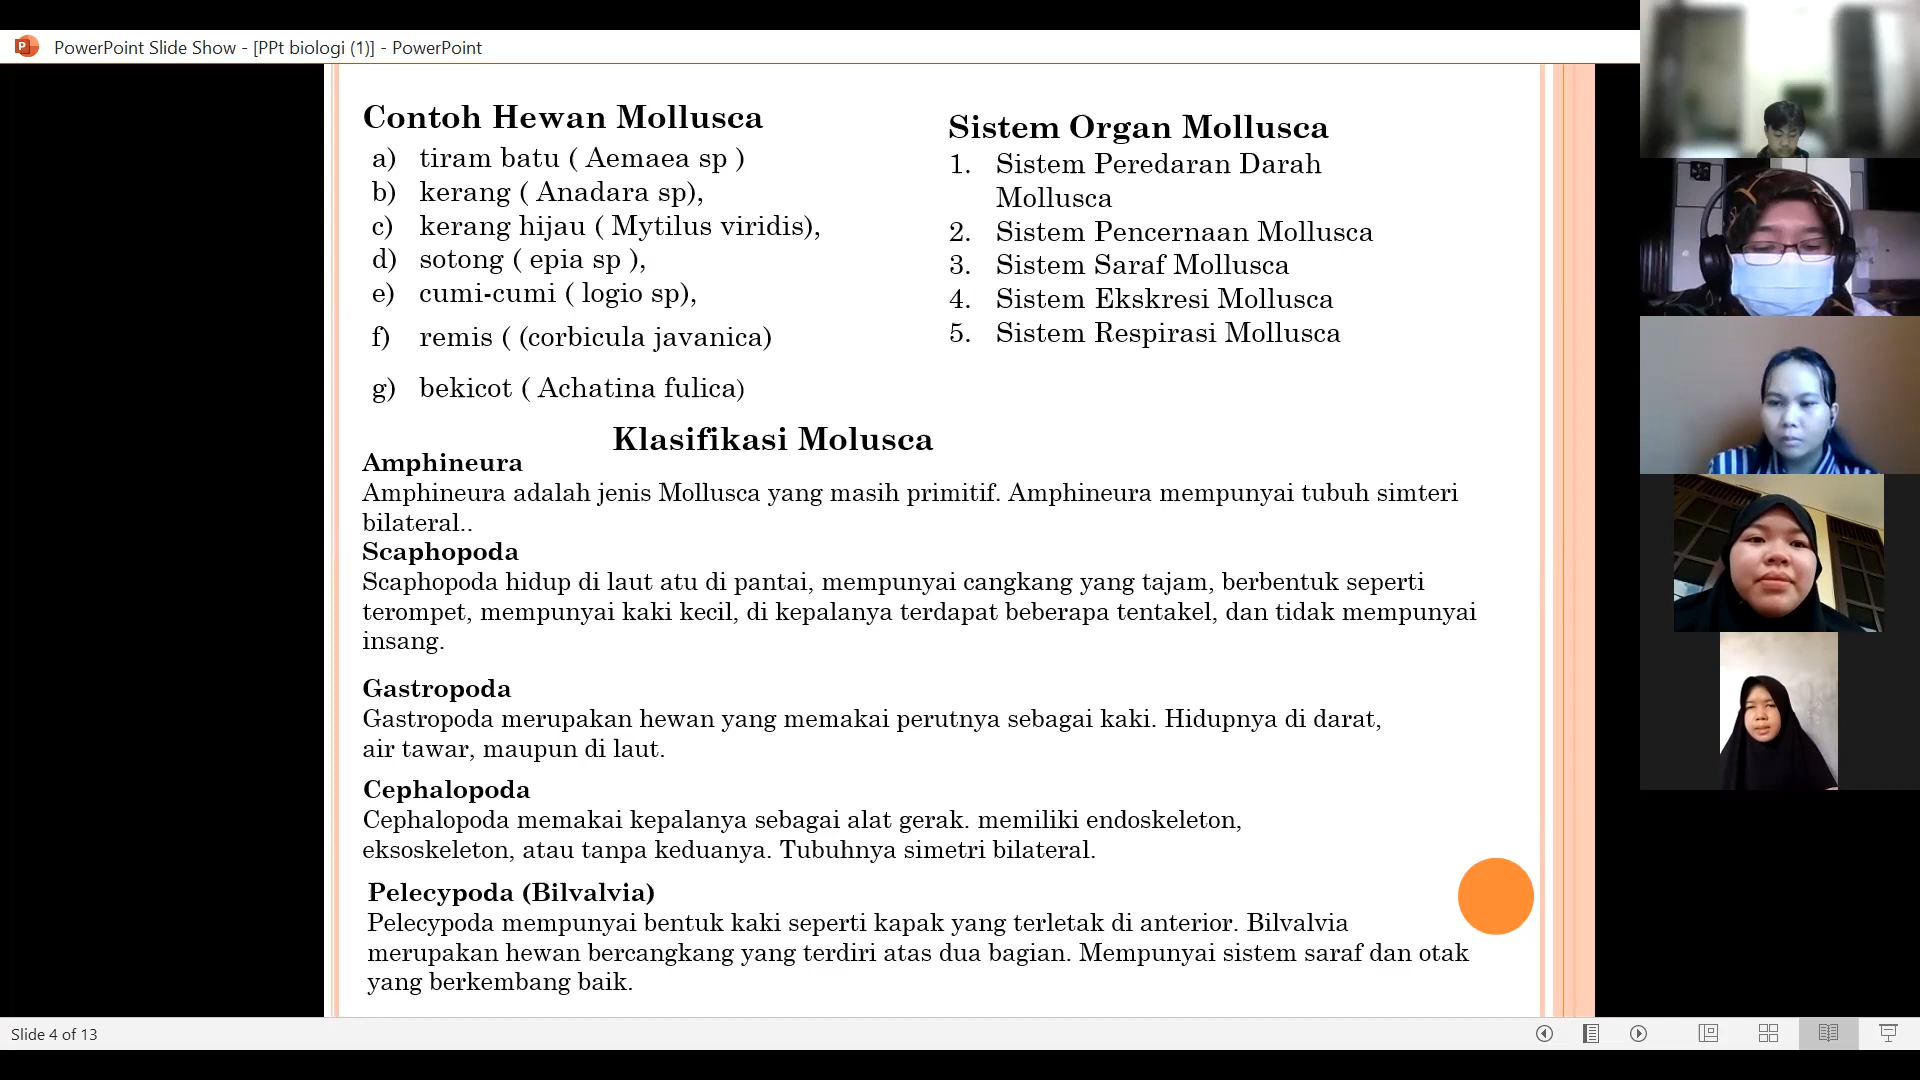 PowerPoint Slide Show - [PPt biologi (1)] - PowerPoint
Contoh Hewan Mollusca
a) tiram batu ( Aemaea sp )
b) kerang ( Anadara sp),
c) kerang hijau ( Mytilus viridis),
d) sotong ( epia sp ),
e) cumi-cumi ( logio sp),
f) remis ( (corbicula javanica)
g) bekicot ( Achatina fulica)
Sistem Organ Mollusca
1. Sistem Peredaran Darah
Mollusca
2. Sistem Pencernaan Mollusca
3. Sistem Saraf Mollusca
4. Sistem Ekskresi Mollusca
5. Sistem Respirasi Mollusca
Klasifikasi Molusca
Amphineura
Amphineura adalah jenis Mollusca yang masih primitif. Amphineura mempunyai tubuh simteri
bilateral..
Scaphopoda
Scaphopoda hidup di laut atu di pantai, mempunyai cangkang yang tajam, berbentuk seperti
terompet, mempunyai kaki kecil, di kepalanya terdapat beberapa tentakel, dan tidak mempunyai
insang.
Gastropoda
Gastropoda merupakan hewan yang memakai perutnya sebagai kaki. Hidupnya di darat,
air tawar, maupun di laut.
Cephalopoda
Cephalopoda memakai kepalanya sebagai alat gerak. memiliki endoskeleton,
eksoskeleton, atau tanpa keduanya. Tubuhnya simetri bilateral.
Pelecypoda (Bilvalvia)
Pelecypoda mempunyai bentuk kaki seperti kapak yang terletak di anterior. Bilvalvia
merupakan hewan bercangkang yang terdiri atas dua bagian. Mempunyai sistem saraf dan otak
yang berkembang baik.
Slide 4 of 13